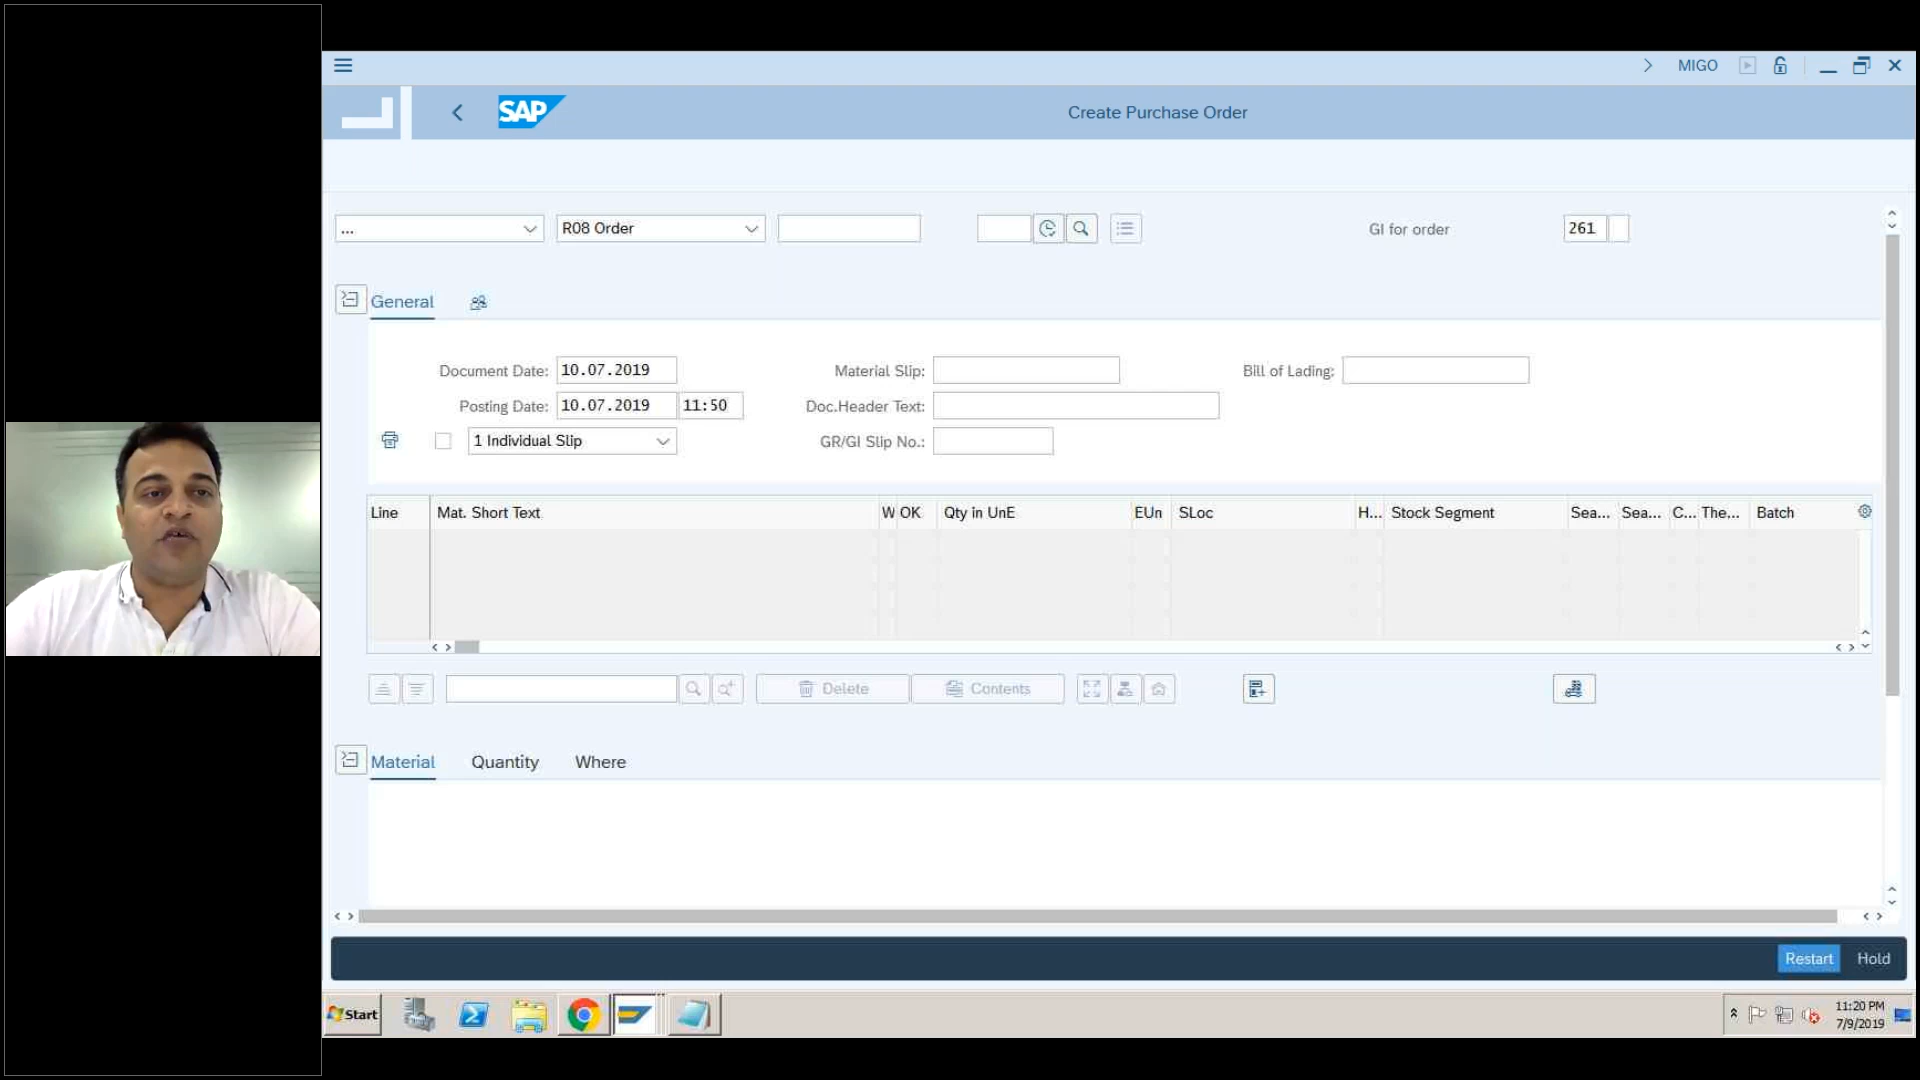 MIGO
SAP
Create Purchase Order
... R08 Order GI for order 261
General
Document Date: 10.07.2019 Material Slip: Bill of Lading:
Posting Date: 10.07.2019 11:50 Doc.Header Text:
1 Individual Slip GR/GI Slip No.:
Line Mat. Short Text W OK Qty in UnE EUn SLoc H... Stock Segment Sea... Sea... C... The... Batch
Delete Contents
Material Quantity Where
Restart Hold
Start 11:20 PM
7/9/2019